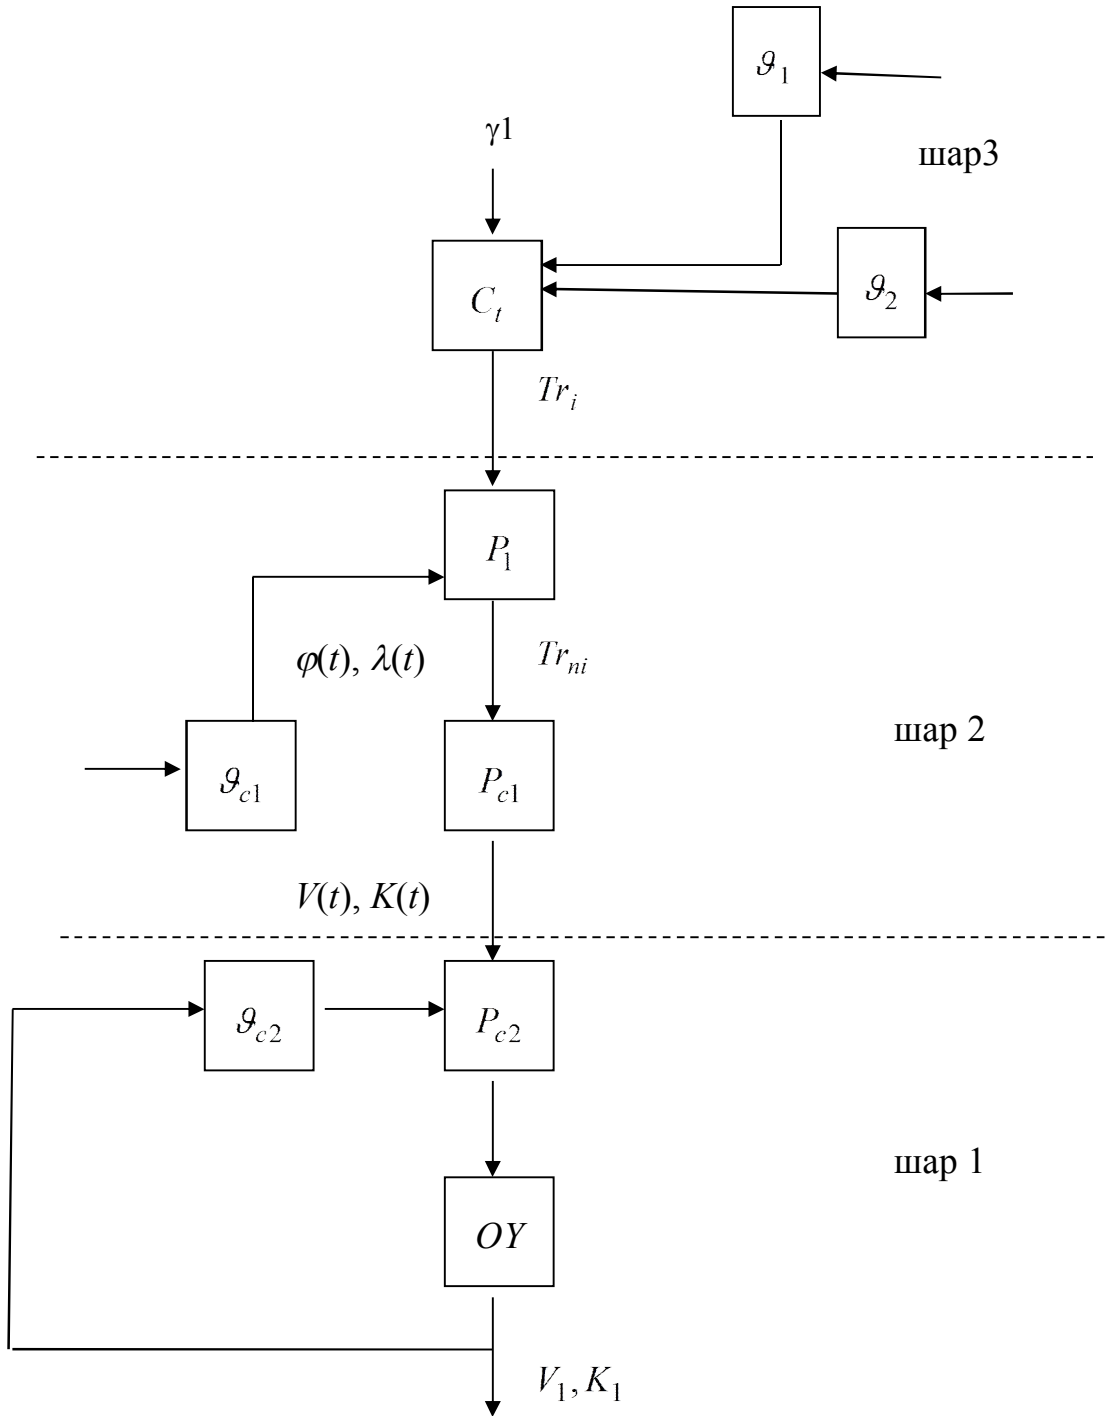 𝜗₁
γ1
шар3
Cₜ
𝜗₂
Trᵢ
P₁
φ(t), λ(t)
Trₙᵢ
шар 2
𝜗c1
Pc1
V(t), K(t)
𝜗c2
Pc2
шар 1
OY
V₁, K₁